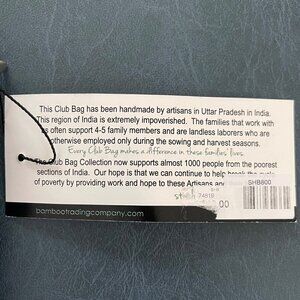 This Club Bag has been handmade by artisans in Uttar Pradesh in India.
This region of India is extremely impoverished. The families that work with
us often support 4-5 family members and are landless laborers who are
otherwise employed only during the sowing and harvest seasons.
Every Club Bag makes a difference in these families' lives.
The Club Bag Collection now supports almost 1000 people from the poorest
sections of India. Our hope is that we can continue to help break the cycle
of poverty by providing work and hope to these Artisans and
SHB800
74819
.00
bambootradingcompany.com